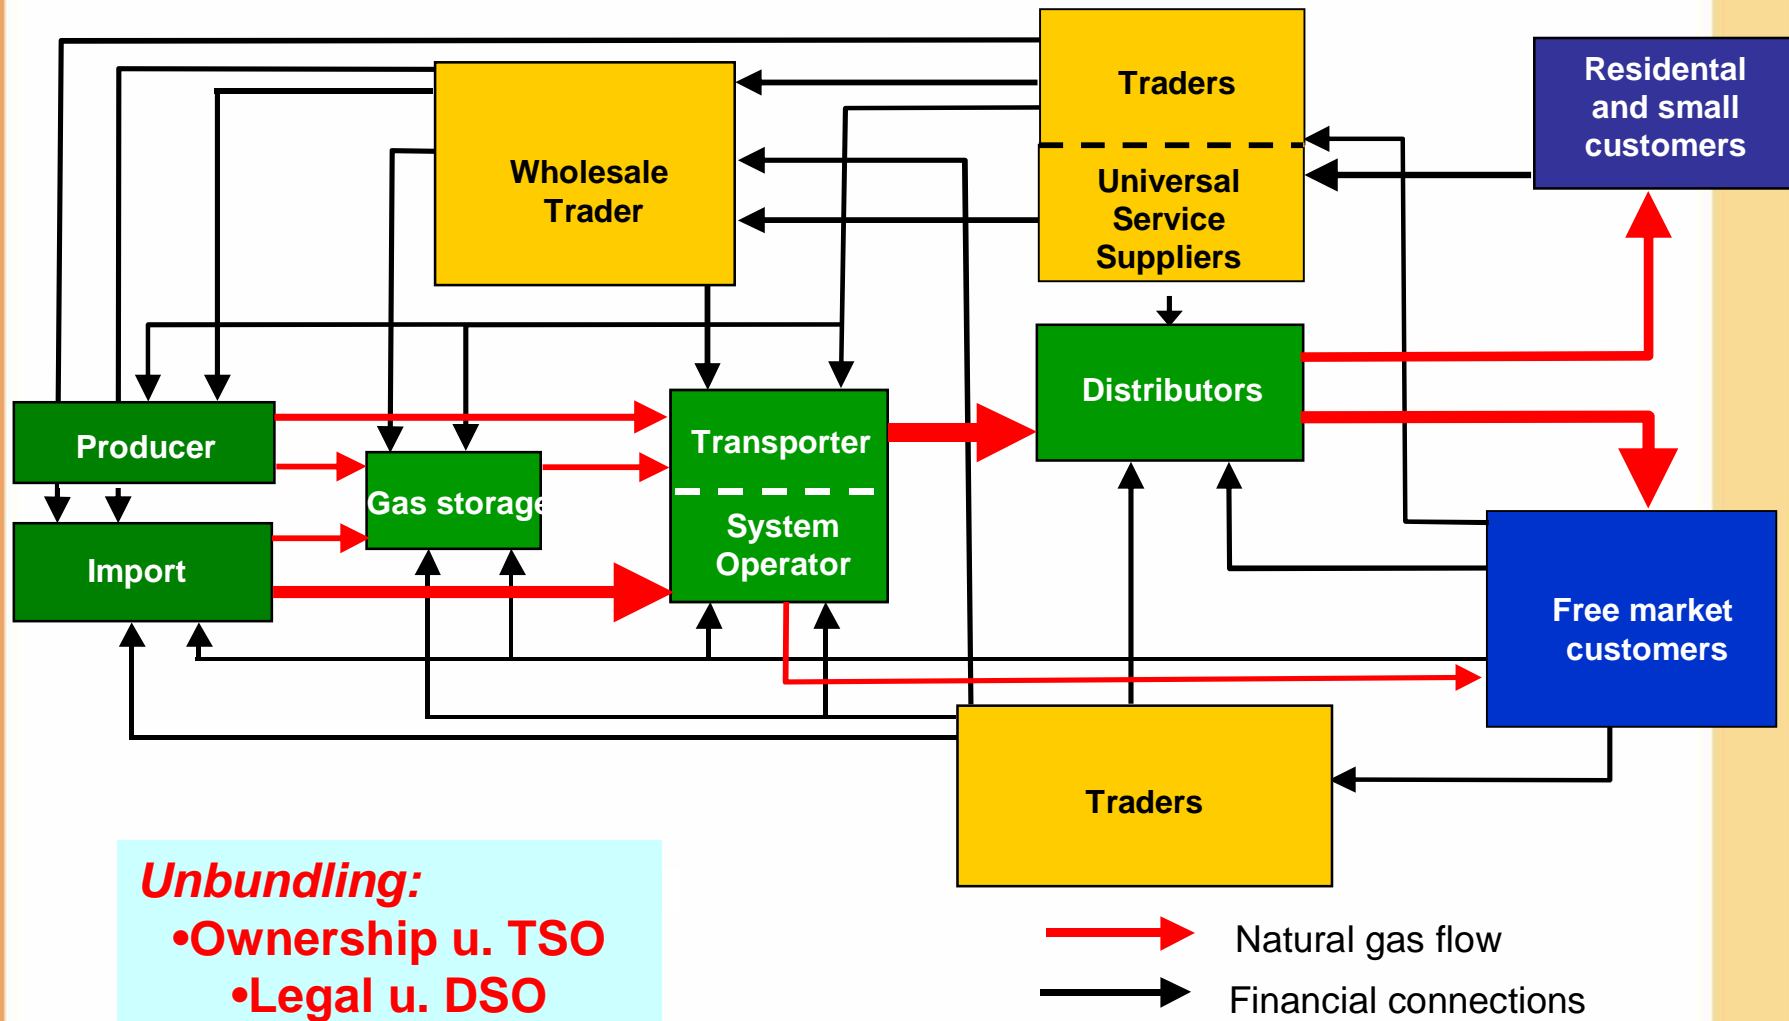 Traders
Residental
and small
customers
Wholesale
Trader
Universal
Service
Suppliers
Distributors
Producer
Transporter
Gas storage
System
Operator
Import
Free market
customers
Traders
Unbundling:
•Ownership u. TSO
•Legal u. DSO
Natural gas flow
Financial connections